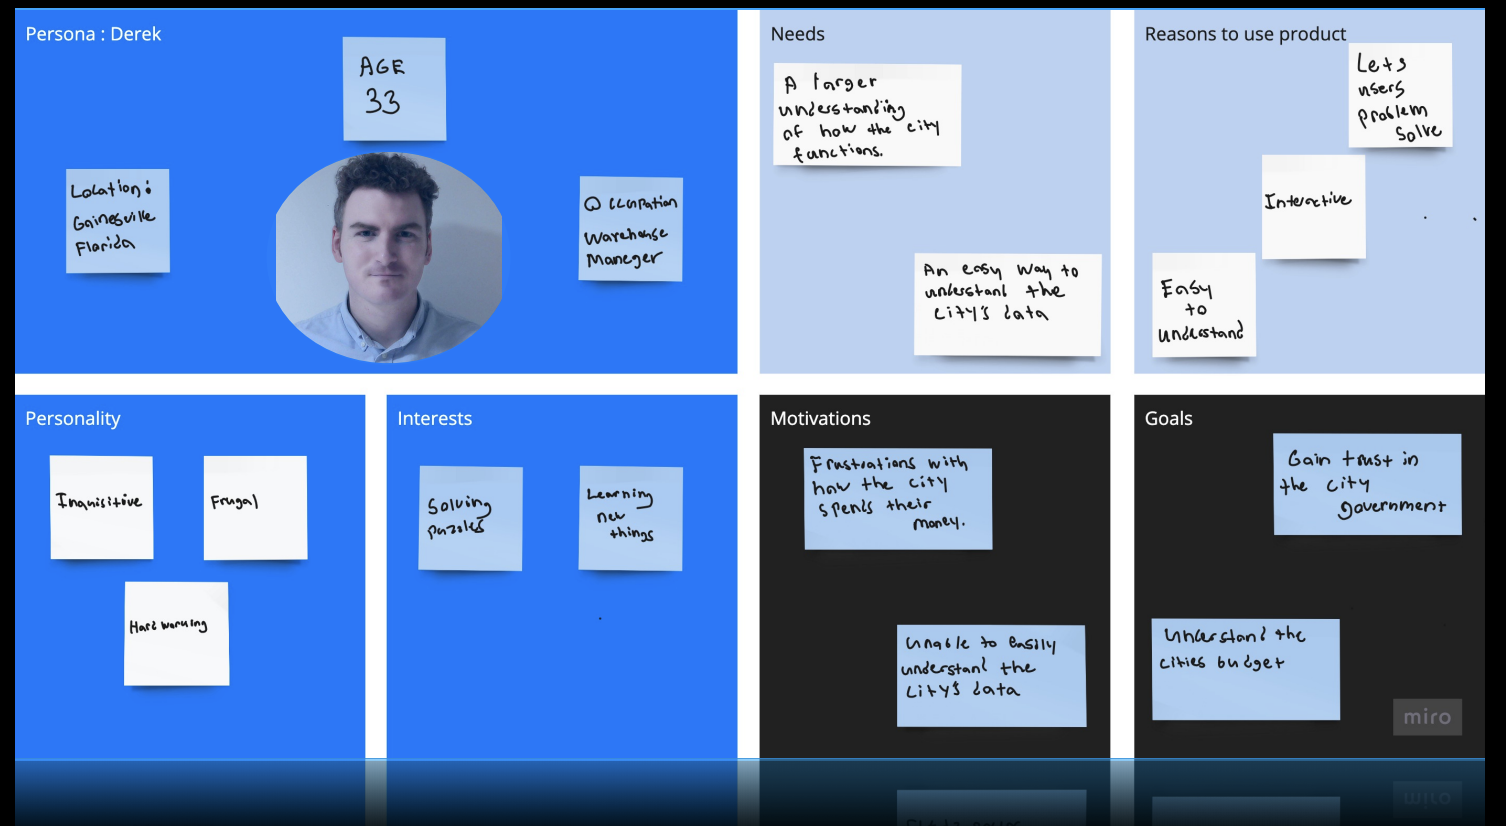 Persona : Derek
AGE
33
Location:
Gainesville
Florida
Occupation
Warehouse
Maneger
Needs
A larger
understanding
of how the city
functions.
An easy way to
understand the
city's data
Reasons to use product
Lets
users
problem
solve
Interactive
Easy
to
understand
Personality
Inquisitive
Frugal
Hard working
Interests
Solving
puzzles
Learning
new
things
Motivations
Frustrations with
how the city
spends their
money.
Unable to easily
understand the
city's data
Goals
Gain trust in
the city
government
Understand the
cities budget
miro